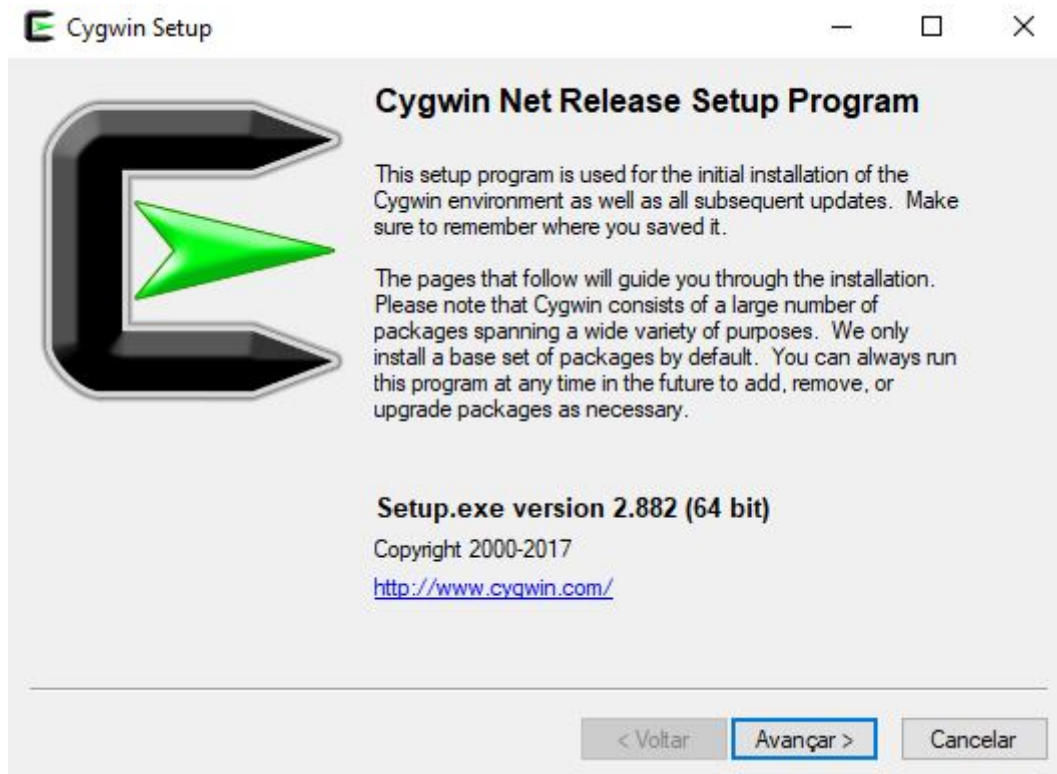 Cygwin Setup
Cygwin Net Release Setup Program
This setup program is used for the initial installation of the
Cygwin environment as well as all subsequent updates.  Make
sure to remember where you saved it.
The pages that follow will guide you through the installation.
Please note that Cygwin consists of a large number of
packages spanning a wide variety of purposes.  We only
install a base set of packages by default.  You can always run
this program at any time in the future to add, remove, or
upgrade packages as necessary.
Setup.exe version 2.882 (64 bit)
Copyright 2000-2017
http://www.cygwin.com/
< Voltar
Avançar >
Cancelar